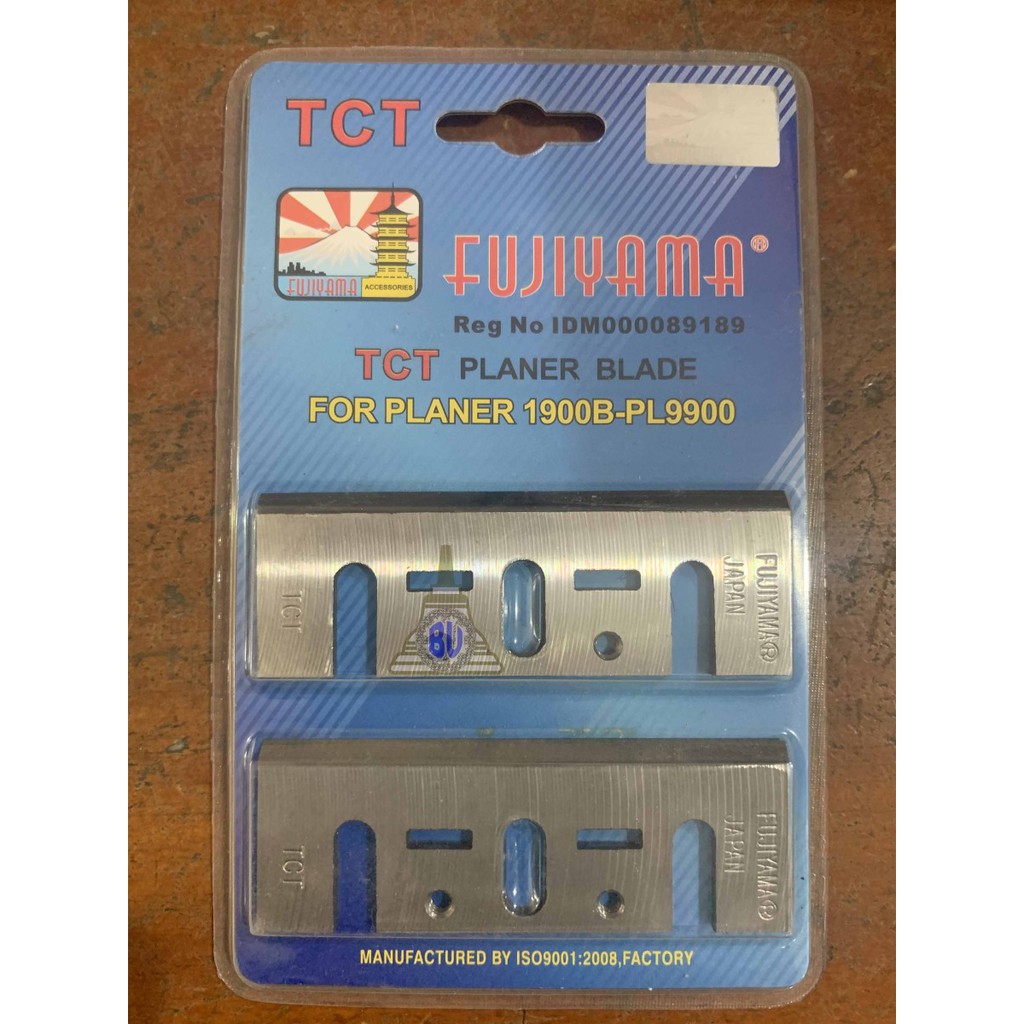 TCT
FUJIYAMA ACCESSORIES
FUJIYAMA®
Reg No IDM000089189
TCT PLANER BLADE
FOR PLANER 1900B-PL9900
TCT
BU
FUJIYAMA®
JAPAN
TCT
FUJIYAMA®
JAPAN
MANUFACTURED BY ISO9001:2008,FACTORY